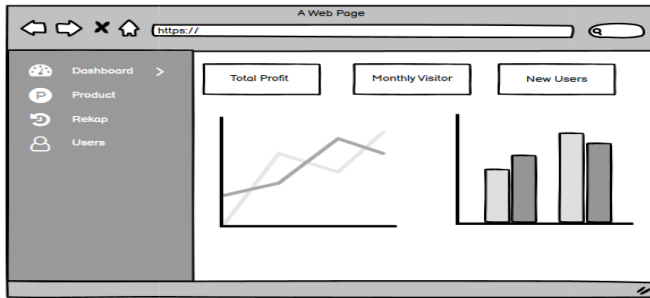 A Web Page
https://
Dashboard >
P Product
Rekap
Users
Total Profit
Monthly Visitor
New Users